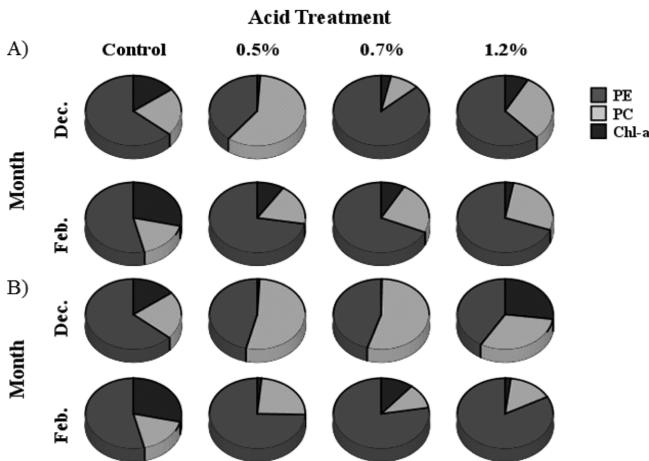 Acid Treatment
A) Control 0.5% 0.7% 1.2%
PE
PC
Chl-a
Month
Dec.
Feb.
B)
Month
Dec.
Feb.